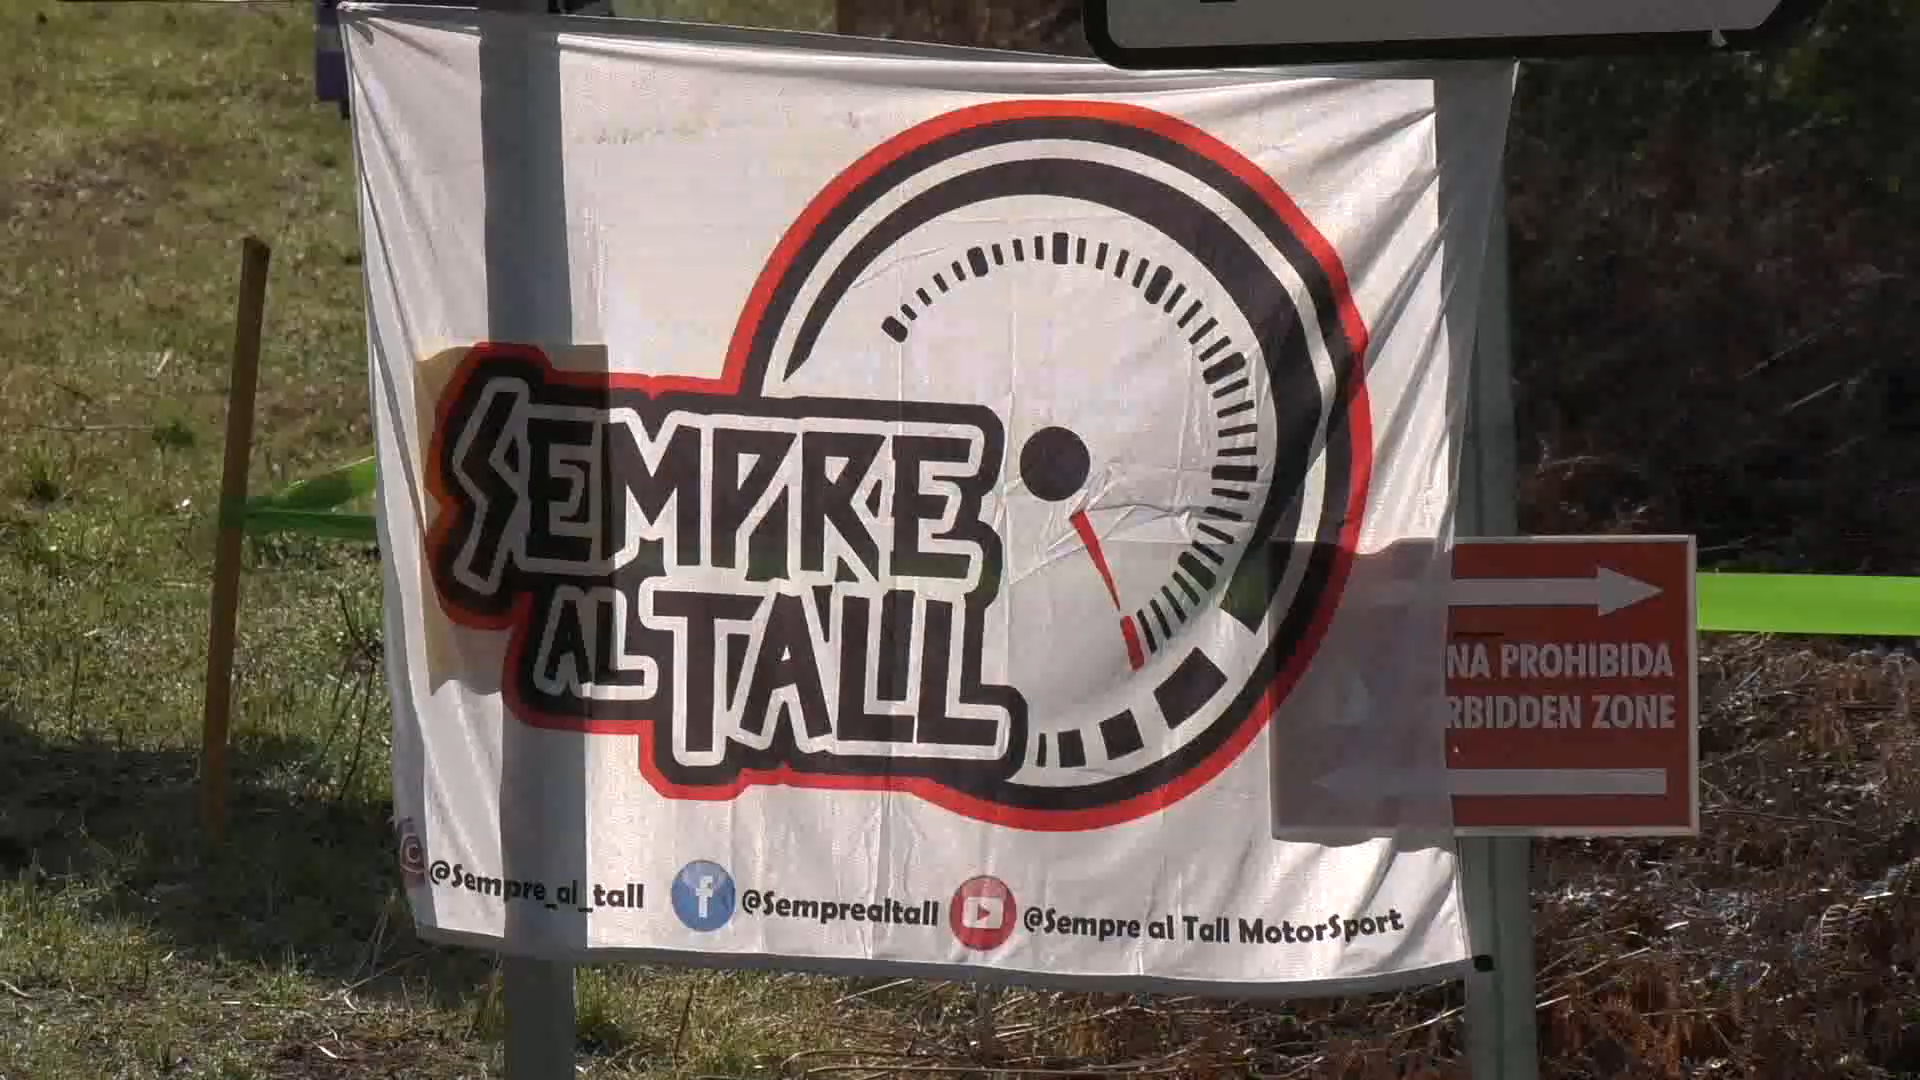 SEMPRE
AL TALL
NA PROHIBIDA
RBIDDEN ZONE
@Sempre_al_tall @Semprealtall @Sempre al Tall MotorSport